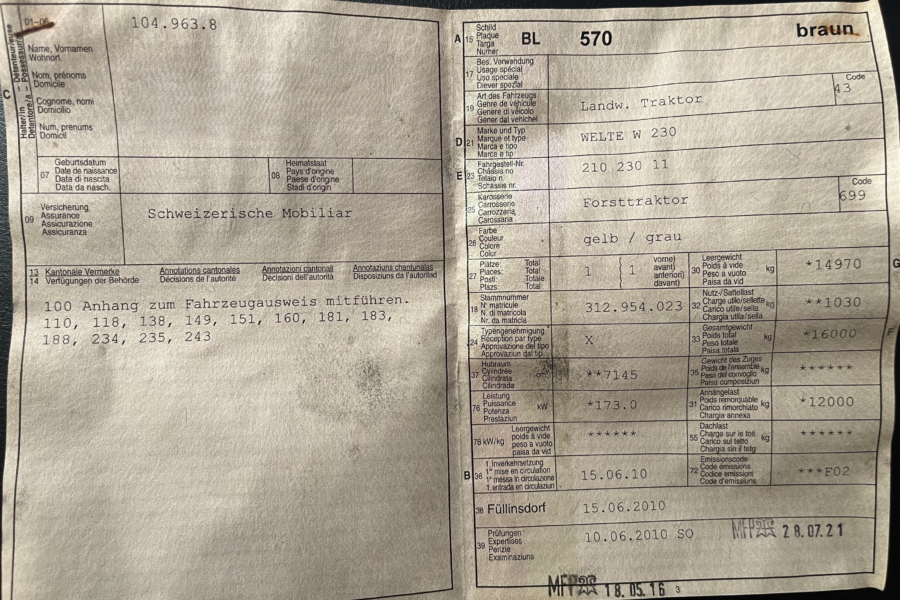 01-06
104.963.8
C
Halter/in - Détenteur/euse
Detentore/a - Possessur/a
Name, Vornamen
Wohnort
Nom, prénoms
Domicile
Cognome, nomi
Domicilio
Num, prenums
Domicil
07
Geburtsdatum
Date de naissance
Data di nascita
Data da nasch.
08
Heimatstaat
Pays d'origine
Paese d'origine
Stadi d'origin
09
Versicherung
Assurance
Assicurazione
Assicuranza
Schweizerische Mobiliar
13
14
Kantonale Vermerke
Verfügungen der Behörde
Annotations cantonales
Décisions de l'autorité
Annotazioni cantonali
Decisioni dell'autorità
Annotaziuns chantunalas
Disposiziuns da l'autoritad
100 Anhang zum Fahrzeugausweis mitführen.
110, 118, 138, 149, 151, 160, 181, 183,
188, 234, 235, 243
A 15
Schild
Plaque
Targa
Numer
BL 570
braun
17
Bes. Verwendung
Usage spécial
Uso speciale
Diever spezial
19
Art des Fahrzeugs
Genre de véhicule
Genere di veicolo
Gener dal vehichel
Landw. Traktor
Code
43
D 21
Marke und Typ
Marque et type
Marca e tipo
Marca e tip
WELTE W 230
E 23
Fahrgestell-Nr.
Châssis no
Telaio n.
Schassis nr.
210 230 11
25
Karosserie
Carrosserie
Carrozzeria
Carossaria
Forsttraktor
Code
699
26
Farbe
Couleur
Colore
Colur
gelb / grau
27
Plätze: Total
Places: Total
Posti: Totale
Plazs: Total
1
{ 1
vorne)
avant)
anteriori)
davant)
30
Leergewicht
Poids à vide
Peso a vuoto
Paisa da vid
kg
*14970
G
18
Stammnummer
N° matricule
N. di matricola
Nr. da matricla
312.954.023
32
Nutz-/Sattellast
Charge utile/sellette
Carico utile/sella
Chargia utila/sella
kg
**1030
24
Typengenehmigung
Réception par type
Approvazione del tipo
Approvaziun dal tip
X
33
Gesamtgewicht
Poids total
Peso totale
Paisa totala
kg
*16000
F
37
Hubraum
Cylindrée
Cilindrata
Cilindrada
**7145
35
Gewicht des Zuges
Poids de l'ensemble
Peso del convoglio
Paisa cumposiziun
kg
******
76
Leistung
Puissance
Potenza
Prestaziun
kW
*173.0
31
Anhängelast
Poids remorquable
Carico rimorchiato
Chargia annexa
kg
*12000
78 kW/kg
Leergewicht
poids à vide
peso a vuoto
paisa da vid
******
55
Dachlast
Charge sur le toit
Carico sul tetto
Chargia sin il tetg
kg
******
B 36
1. Inverkehrsetzung
1re mise en circulation
1a messa in circolazione
1. entrada en circulaziun
15.06.10
72
Emissionscode
Code émissions
Codice emissioni
Code d'emissiuns
***F02
38 Füllinsdorf
15.06.2010
39
Prüfungen
Expertises
Perizie
Examinaziuns
10.06.2010 SO
MFP
28.07.21
MFP
18.05.16 3